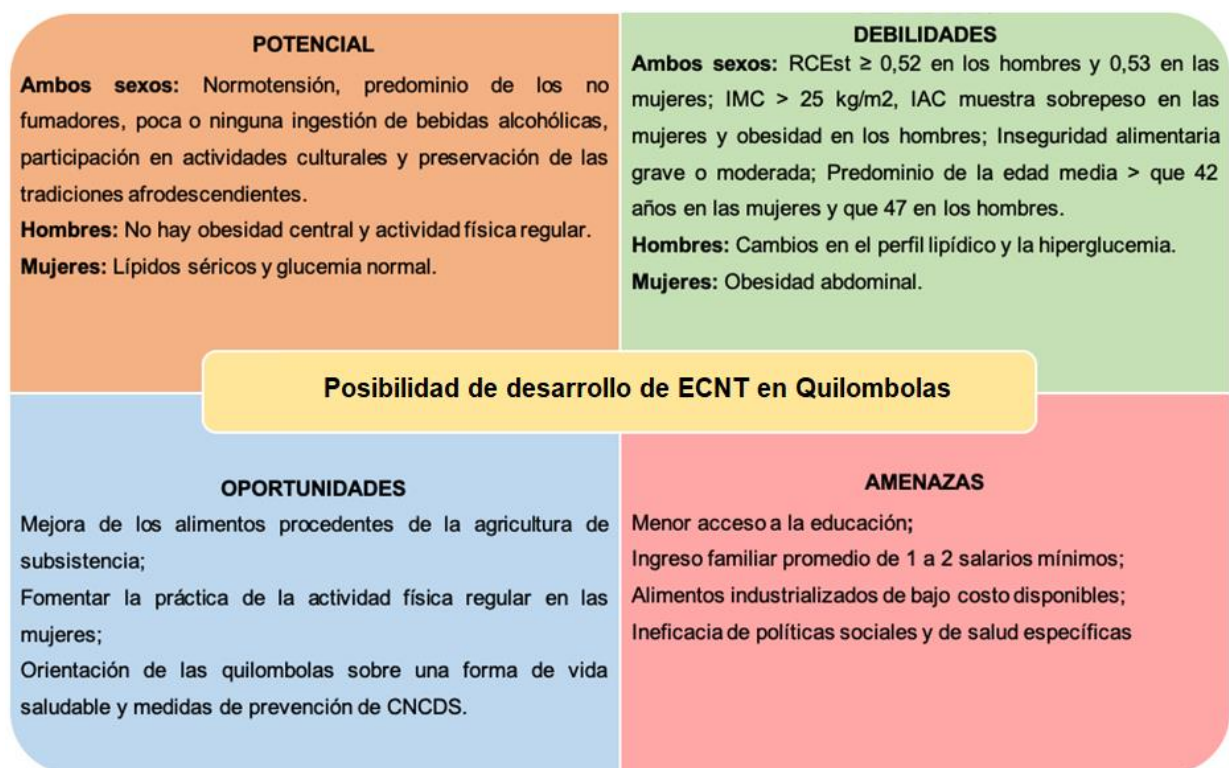 POTENCIAL
Ambos sexos: Normotensión, predominio de los no
fumadores, poca o ninguna ingestión de bebidas alcohólicas,
participación en actividades culturales y preservación de las
tradiciones afrodescendientes.
Hombres: No hay obesidad central y actividad física regular.
Mujeres: Lípidos séricos y glucemia normal.
DEBILIDADES
Ambos sexos: RCEst ≥ 0,52 en los hombres y 0,53 en las
mujeres; IMC > 25 kg/m2, IAC muestra sobrepeso en las
mujeres y obesidad en los hombres; Inseguridad alimentaria
grave o moderada; Predominio de la edad media > que 42
años en las mujeres y que 47 en los hombres.
Hombres: Cambios en el perfil lipídico y la hiperglucemia.
Mujeres: Obesidad abdominal.
Posibilidad de desarrollo de ECNT en Quilombolas
OPORTUNIDADES
Mejora de los alimentos procedentes de la agricultura de
subsistencia;
Fomentar la práctica de la actividad física regular en las
mujeres;
Orientación de las quilombolas sobre una forma de vida
saludable y medidas de prevención de CNCDS.
AMENAZAS
Menor acceso a la educación;
Ingreso familiar promedio de 1 a 2 salarios mínimos;
Alimentos industrializados de bajo costo disponibles;
Ineficacia de políticas sociales y de salud específicas